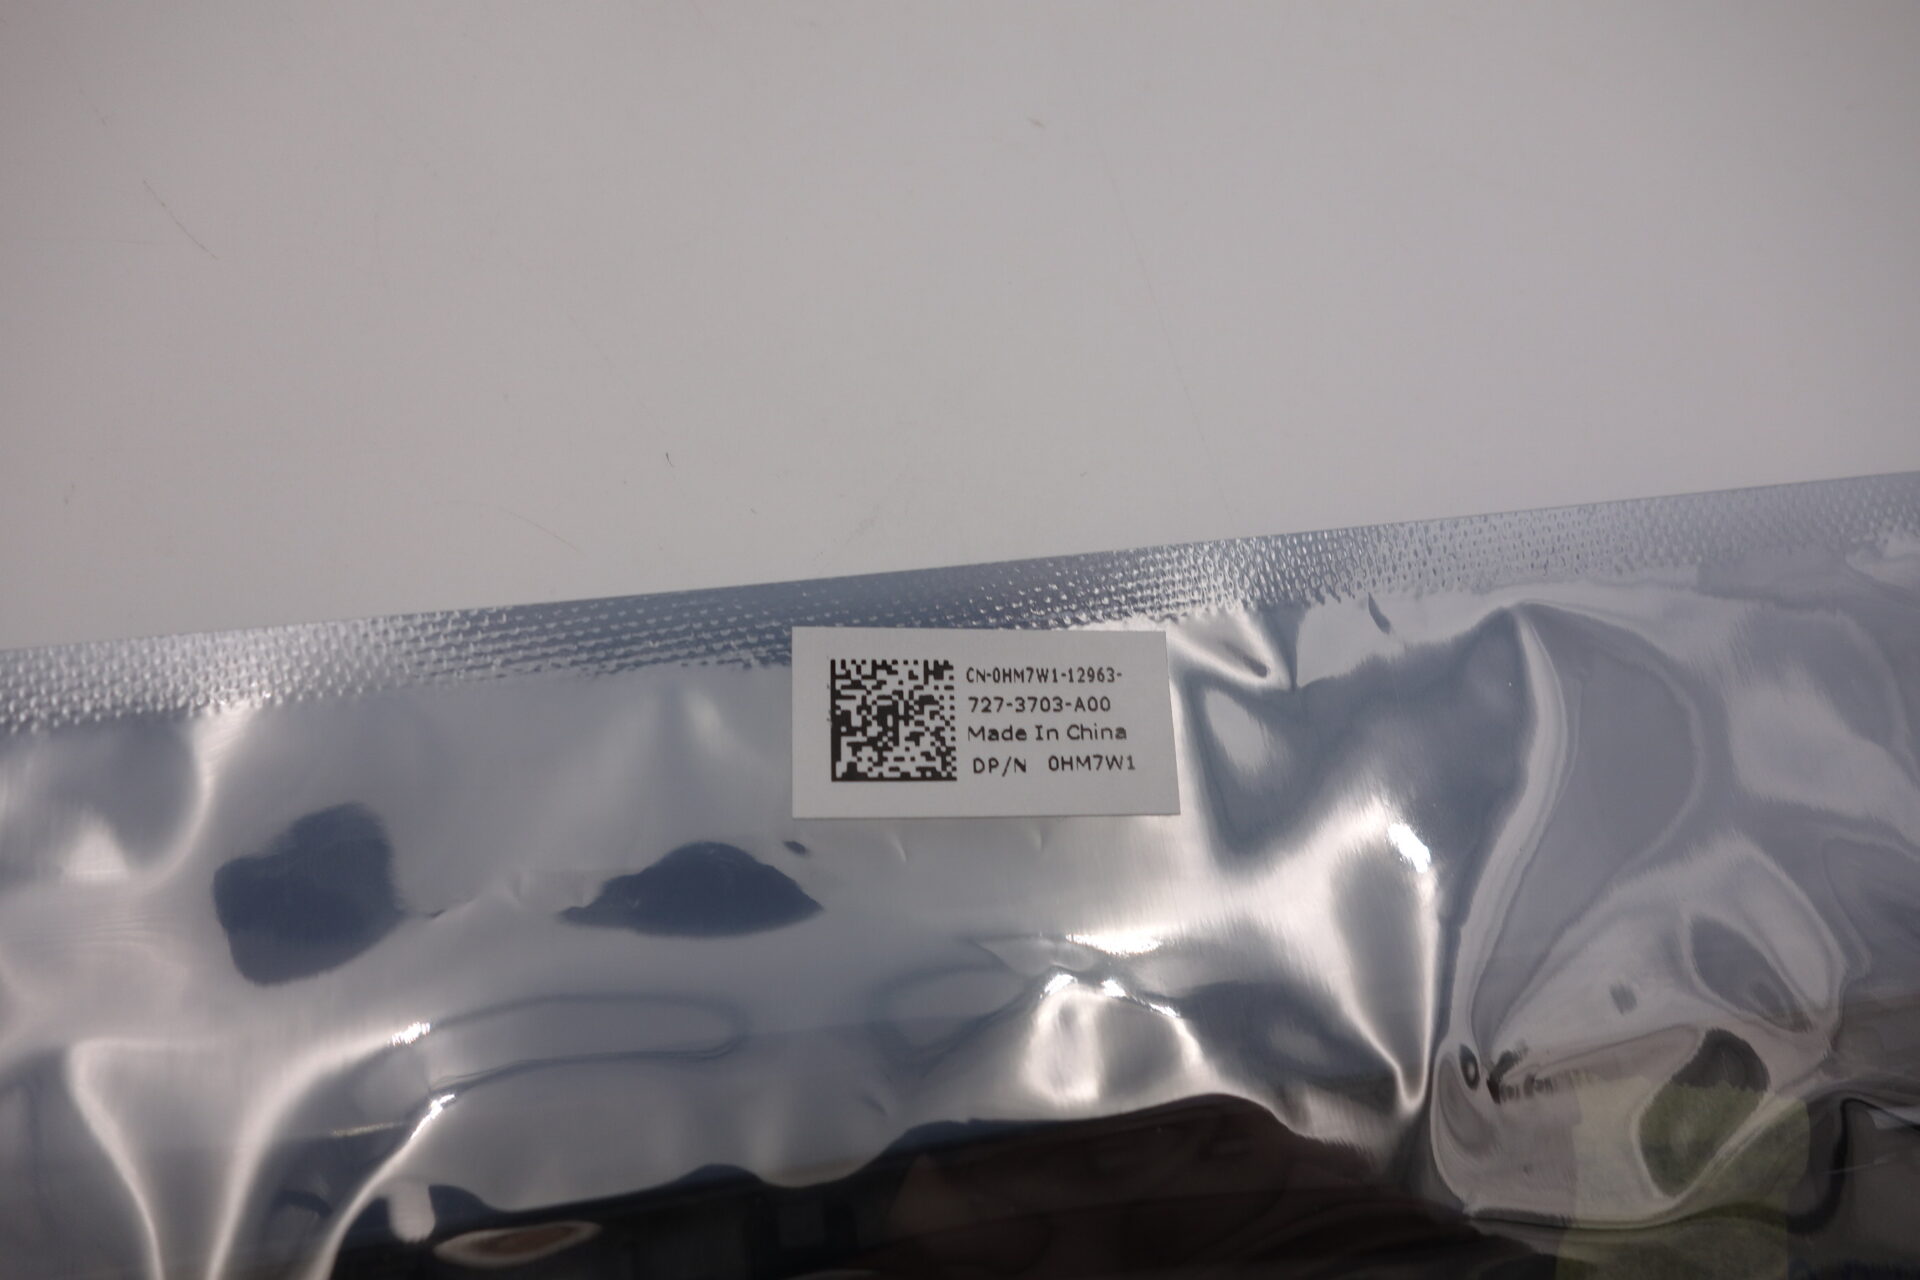 CN-0HM7W1-12963-
727-3703-A00
Made In China
DP/N 0HM7W1